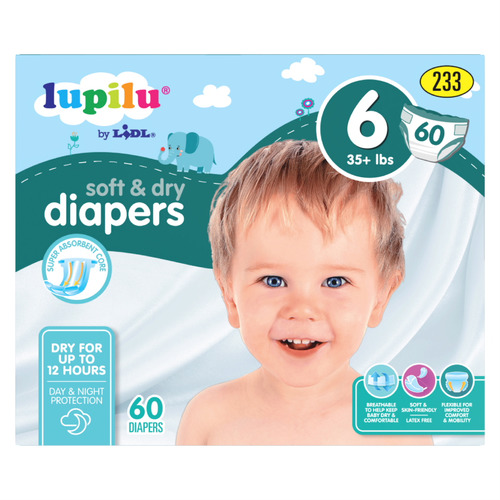 lupilu®
by LIDL®
233
6
35+ lbs
60
soft & dry
diapers
SUPER ABSORBENT CORE
DRY FOR
UP TO
12 HOURS
DAY & NIGHT
PROTECTION
60
DIAPERS
BREATHABLE
TO HELP KEEP
BABY DRY &
COMFORTABLE
SOFT &
SKIN-FRIENDLY
LATEX FREE
FLEXIBLE FOR
IMPROVED
COMFORT
& MOBILITY